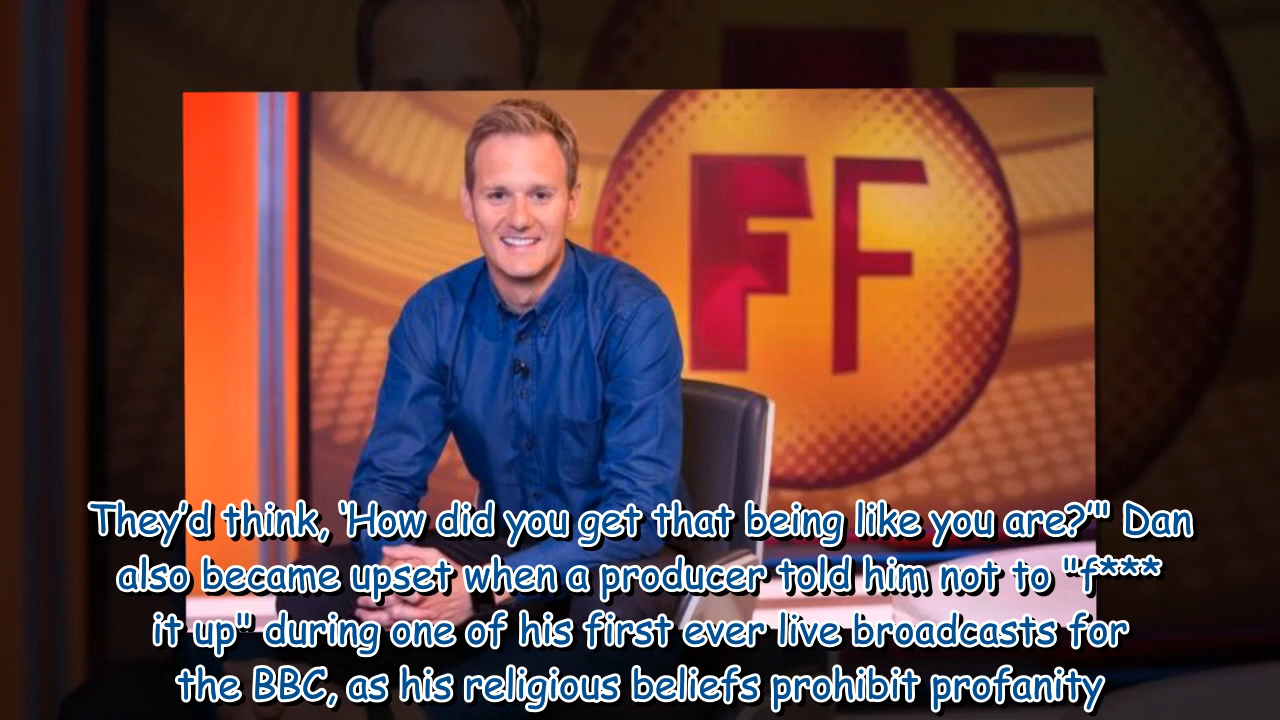 FF
They'd think, 'How did you get that being like you are?'" Dan
also became upset when a producer told him not to "f***
it up" during one of his first ever live broadcasts for
the BBC, as his religious beliefs prohibit profanity